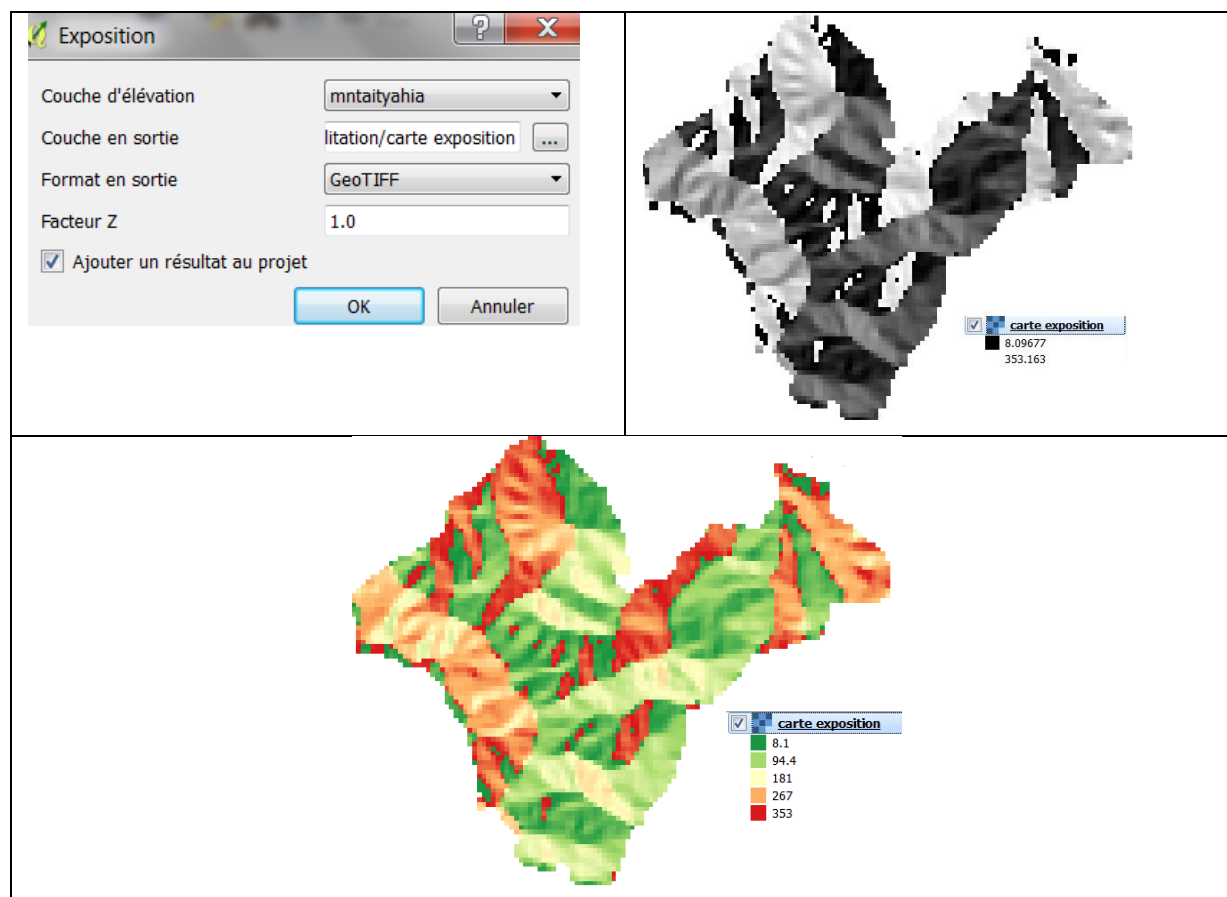 Exposition
Couche d'élévation
mntaityahia
Couche en sortie
litation/carte exposition
...
Format en sortie
GeoTIFF
Facteur Z
1.0
Ajouter un résultat au projet
OK
Annuler
carte exposition
8.09677
353.163
carte exposition
8.1
94.4
181
267
353